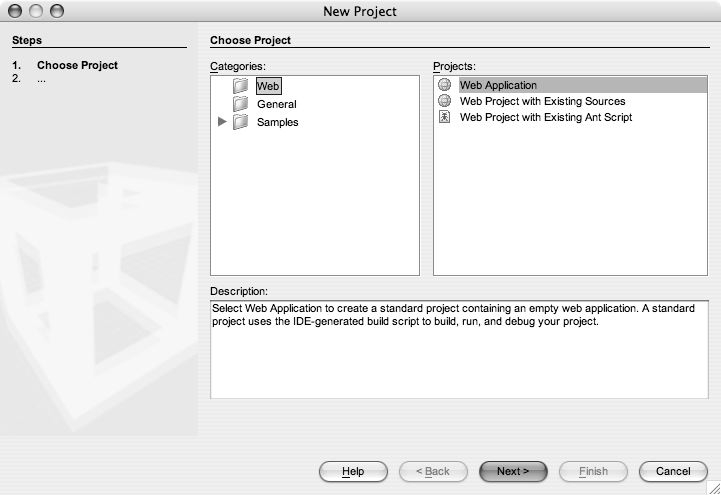 New Project
Steps
1. Choose Project
2. ...
Choose Project
Categories:
Web
General
Samples
Projects:
Web Application
Web Project with Existing Sources
Web Project with Existing Ant Script
Description:
Select Web Application to create a standard project containing an empty web application. A standard
project uses the IDE-generated build script to build, run, and debug your project.
Help
< Back
Next >
Finish
Cancel